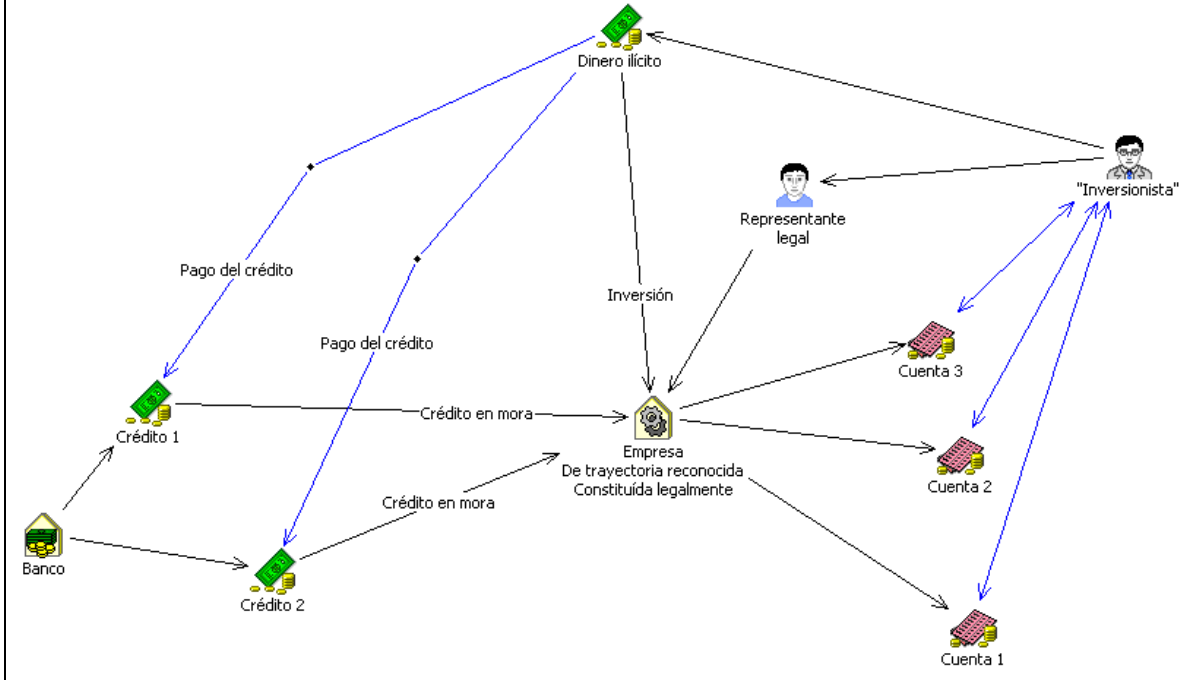 Dinero ilícito
"Inversionista"
Representante
legal
Pago del crédito
Inversión
Pago del crédito
Cuenta 3
Crédito en mora
Crédito 1
Empresa
De trayectoria reconocida
Constituída legalmente
Cuenta 2
Crédito en mora
Banco
Crédito 2
Cuenta 1